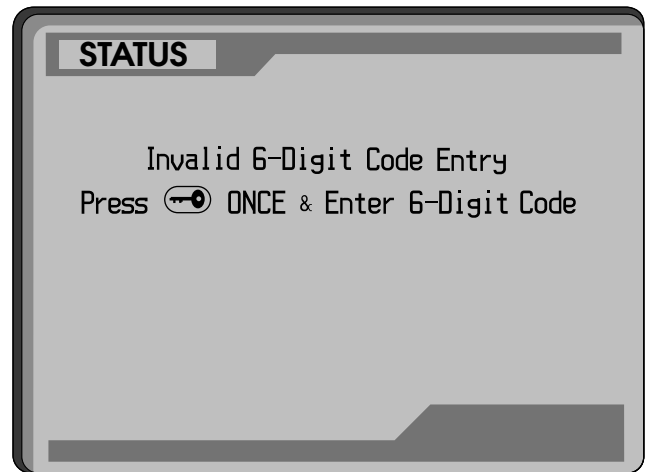 STATUS
Invalid 6-Digit Code Entry
Press ONCE & Enter 6-Digit Code